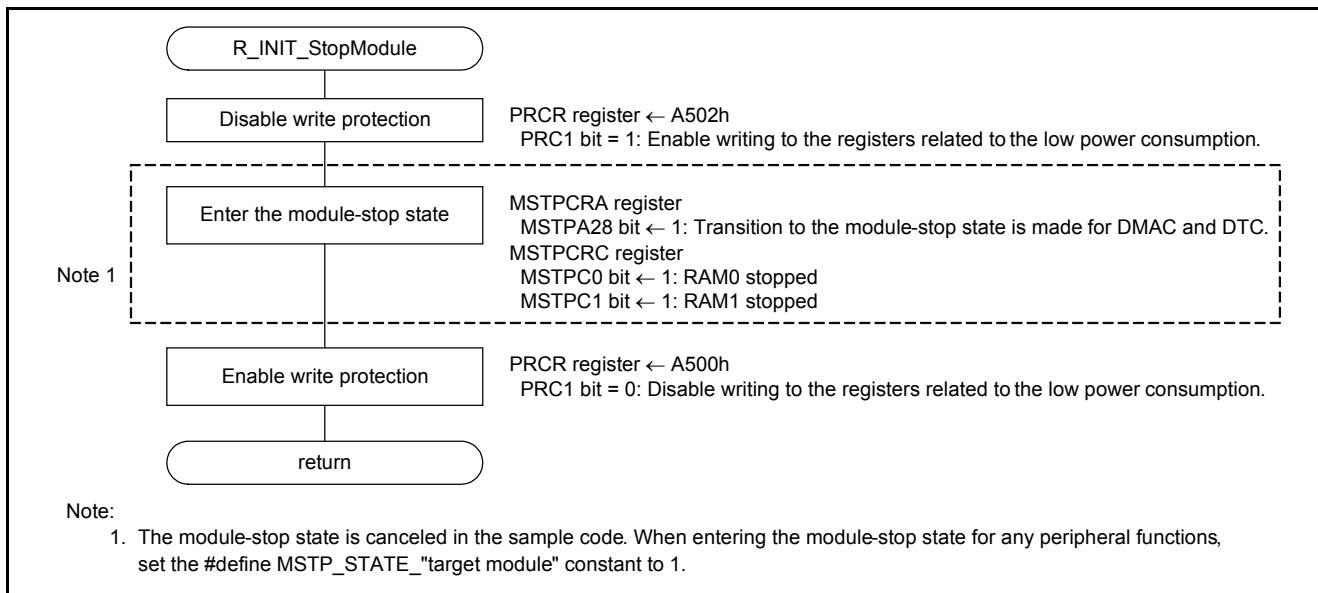 R_INIT_StopModule
Disable write protection
PRCR register ← A502h
PRC1 bit = 1: Enable writing to the registers related to the low power consumption.
Note 1
Enter the module-stop state
MSTPCRA register
MSTPA28 bit ← 1: Transition to the module-stop state is made for DMAC and DTC.
MSTPCRC register
MSTPC0 bit ← 1: RAM0 stopped
MSTPC1 bit ← 1: RAM1 stopped
Enable write protection
PRCR register ← A500h
PRC1 bit = 0: Disable writing to the registers related to the low power consumption.
return
Note:
1. The module-stop state is canceled in the sample code. When entering the module-stop state for any peripheral functions,
set the #define MSTP_STATE_"target module" constant to 1.